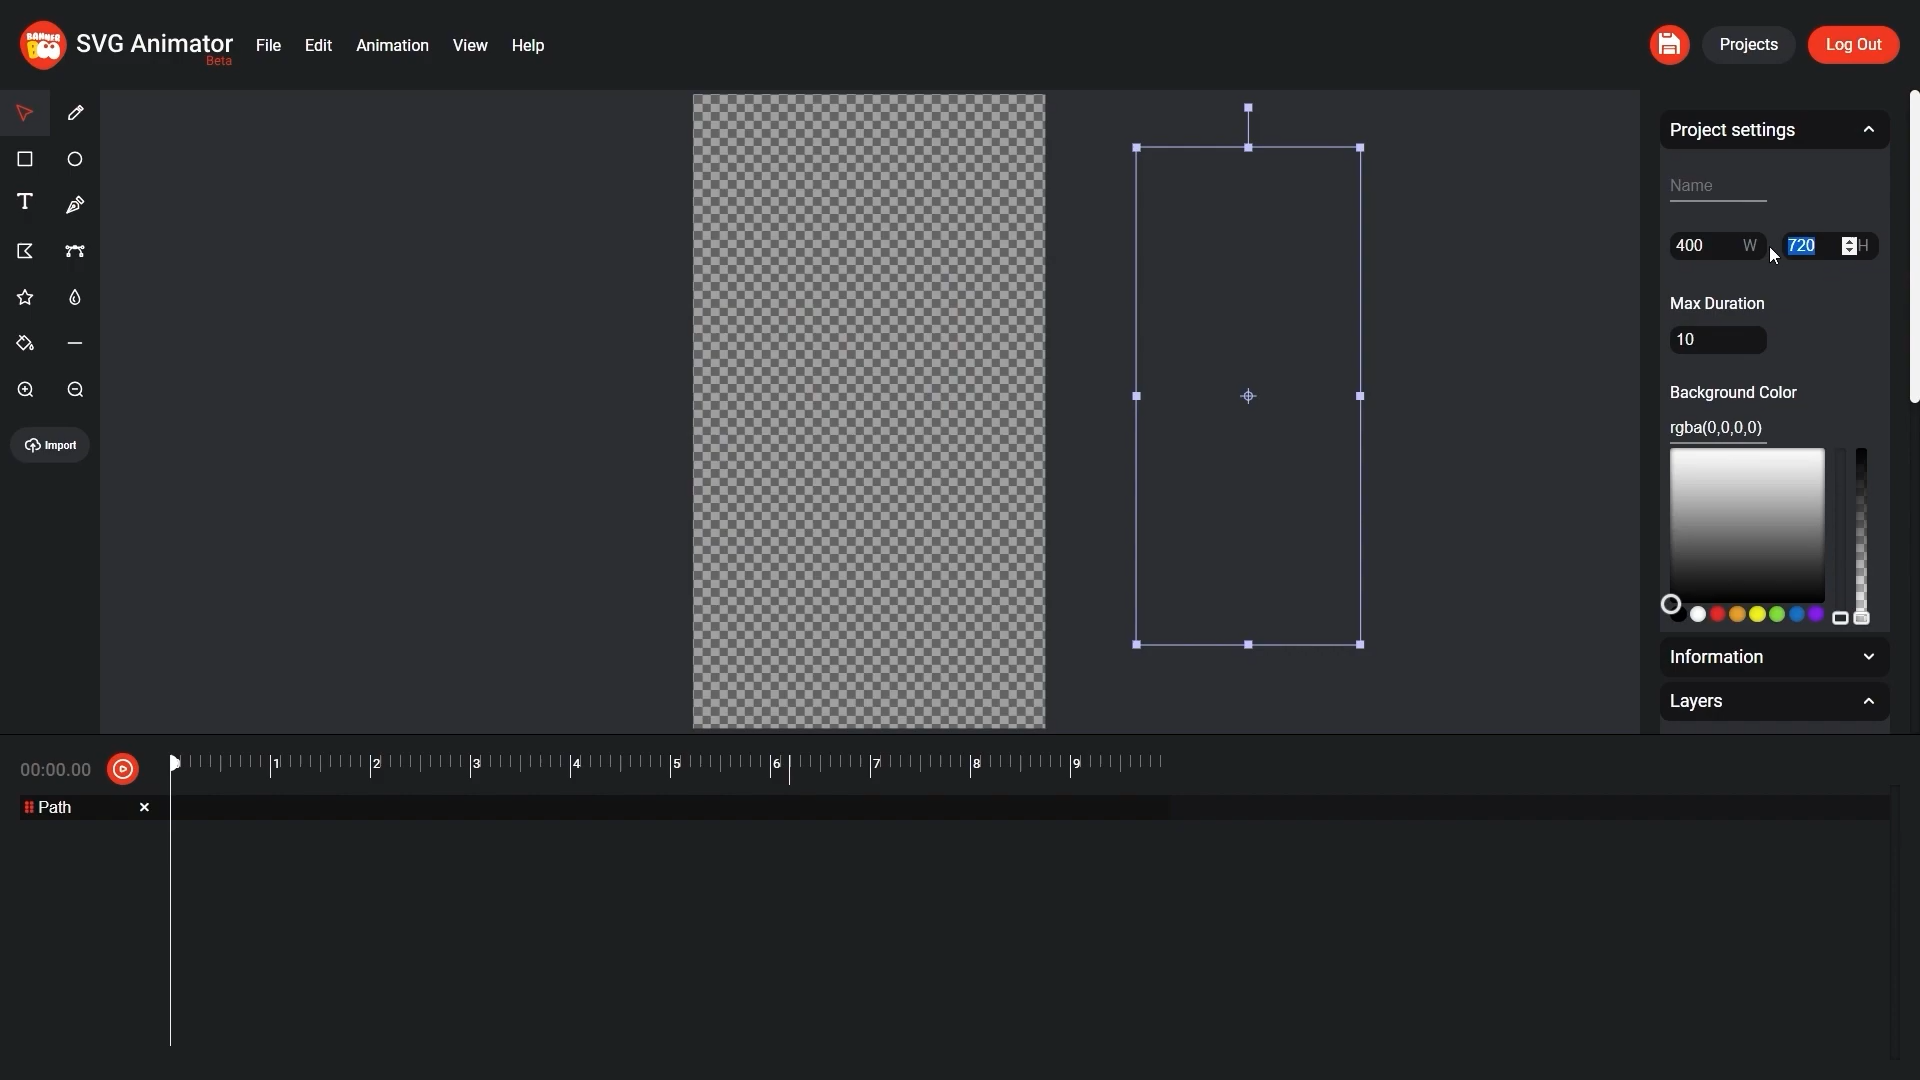 BANNER
BOO
SVG Animator
Beta
File Edit Animation View Help
Projects
Log Out
T
Import
Project settings
Name
400 W 720 H
Max Duration
10
Background Color
rgba(0,0,0,0)
Information
Layers
00:00.00
1 2 3 4 5 6 7 8 9
Path ×